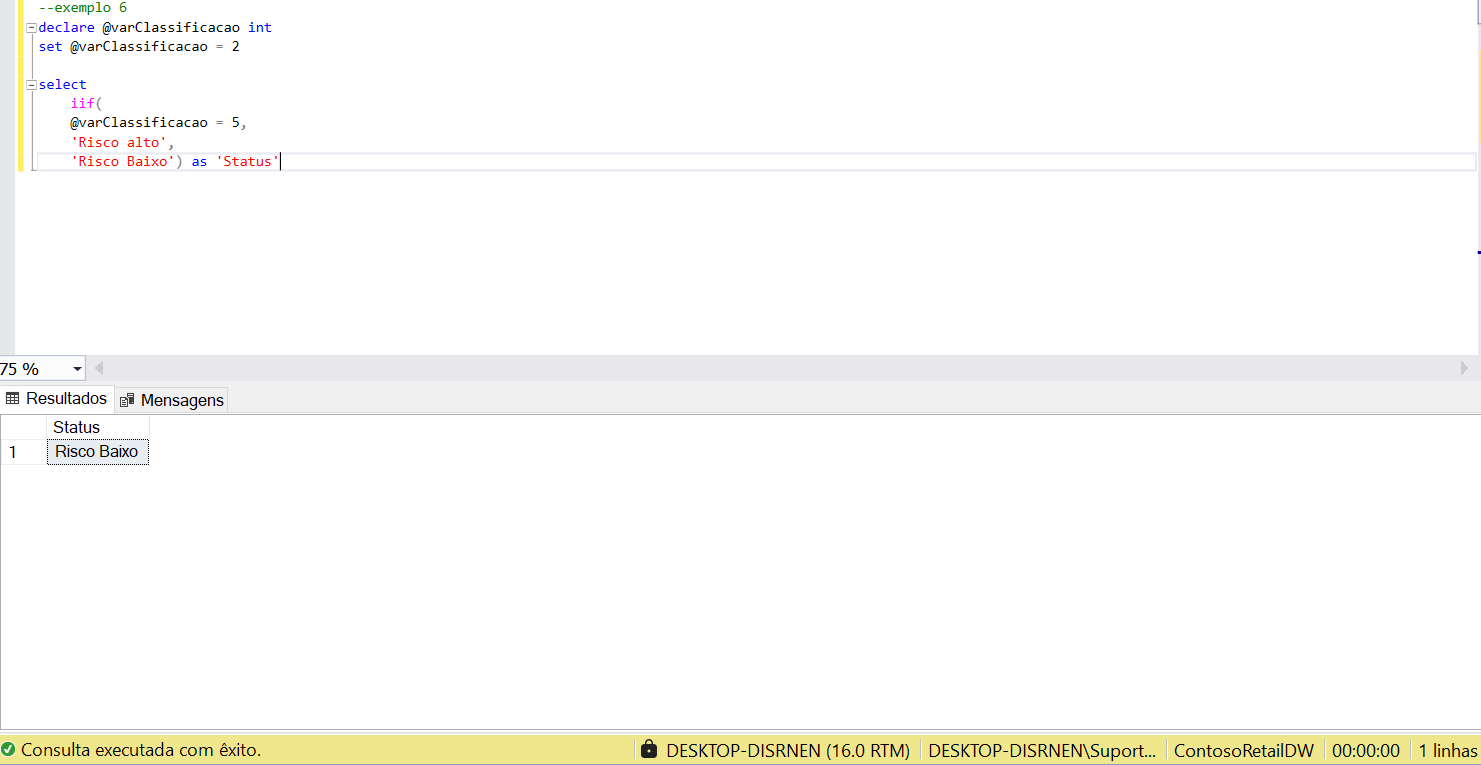 --exemplo 6
declare @varClassificacao int
set @varClassificacao = 2
select
iif(
@varClassificacao = 5,
'Risco alto',
'Risco Baixo') as 'Status'
75 %
Resultados Mensagens
Status
1 Risco Baixo
Consulta executada com êxito. DESKTOP-DISRNEN (16.0 RTM) DESKTOP-DISRNEN\Suport... ContosoRetailDW 00:00:00 1 linhas